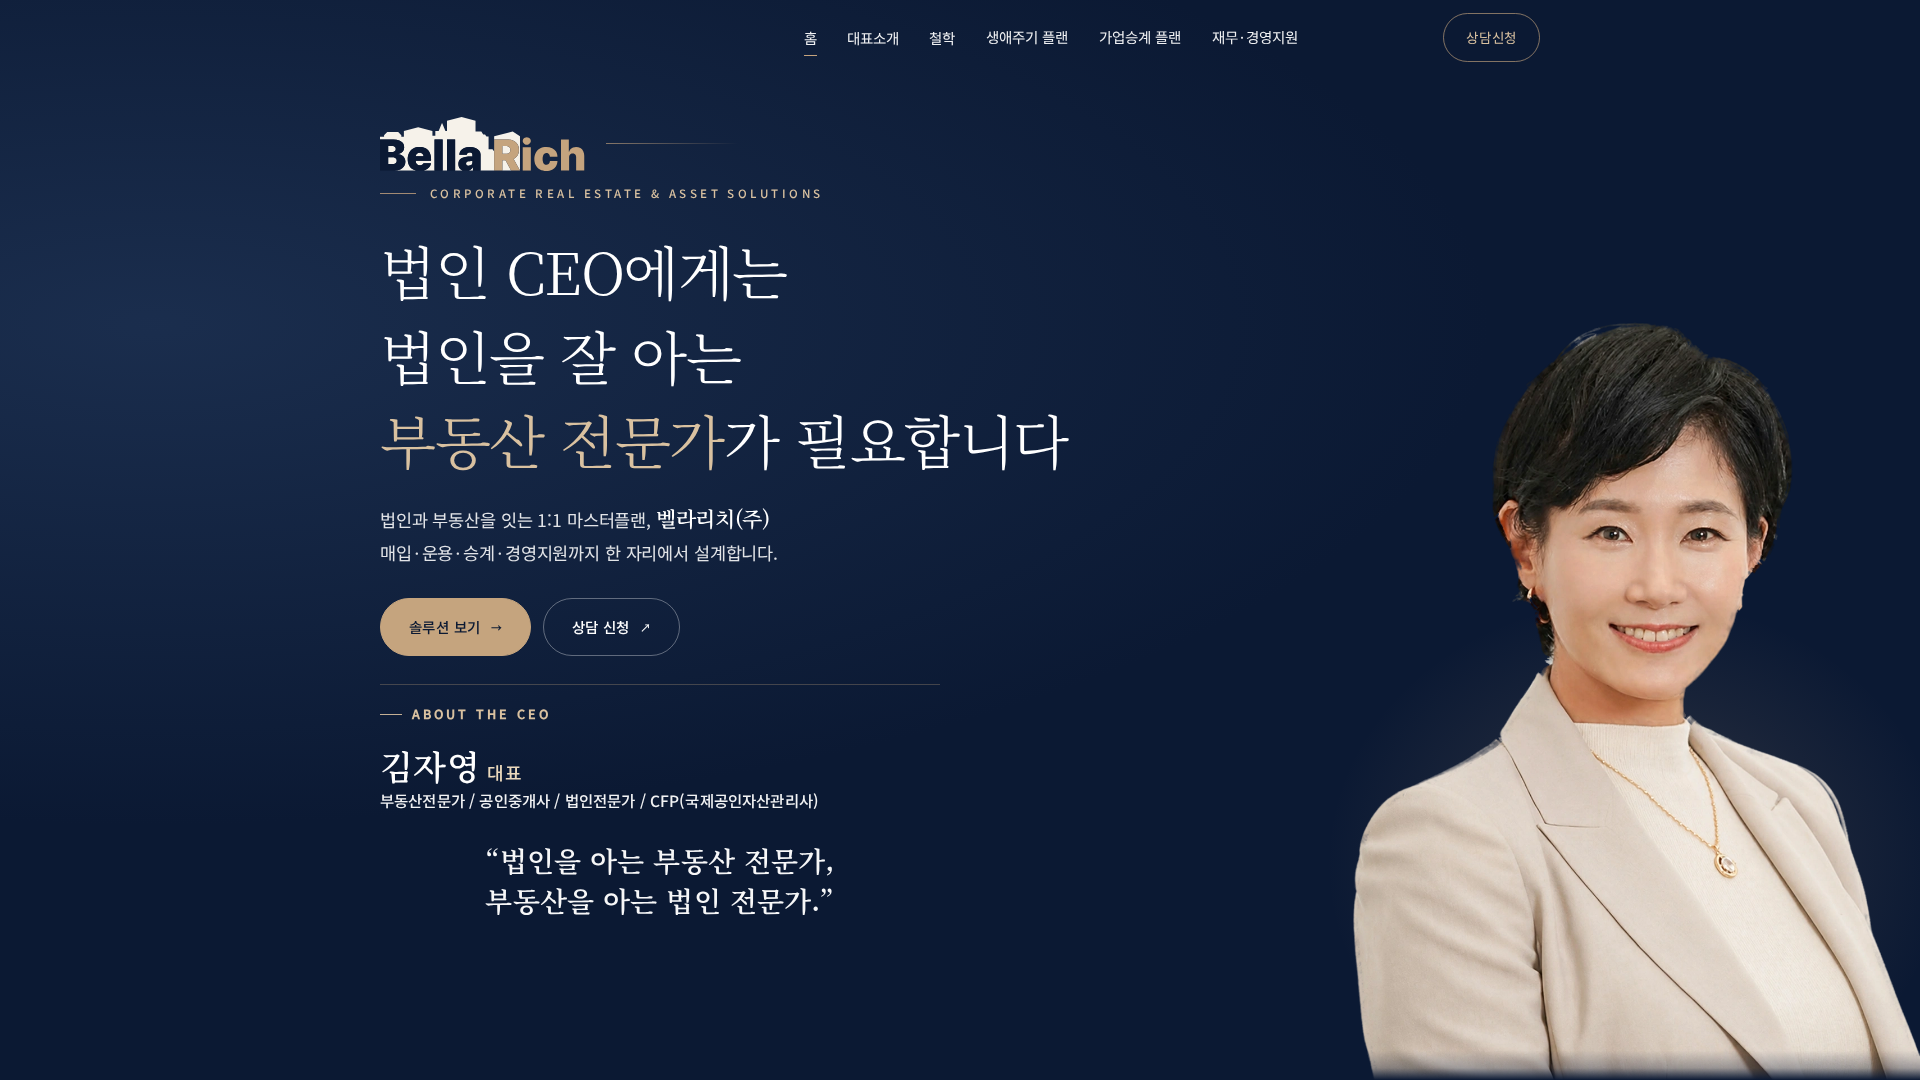 홈 대표소개 철학 생애주기 플랜 가업승계 플랜 재무·경영지원 상담신청
Bella Rich
CORPORATE REAL ESTATE & ASSET SOLUTIONS
법인 CEO에게는
법인을 잘 아는
부동산 전문가가 필요합니다
법인과 부동산을 잇는 1:1 마스터플랜, 벨라리치(주)
매입·운용·승계·경영지원까지 한 자리에서 설계합니다.
솔루션 보기 → 상담 신청 ↗
ABOUT THE CEO
김자영 대표
부동산전문가 / 공인중개사 / 법인전문가 / CFP(국제공인자산관리사)
“법인을 아는 부동산 전문가,
부동산을 아는 법인 전문가.”